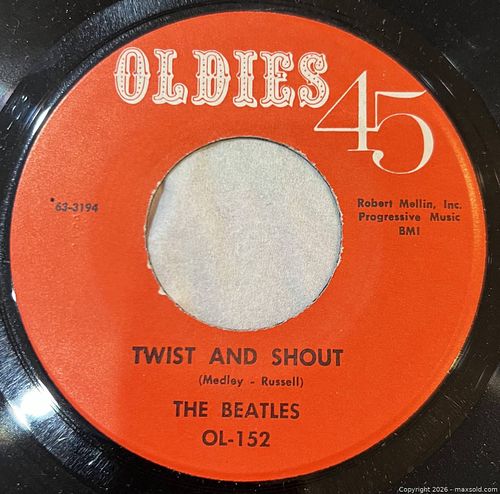 OLDIES
45
63-3194
Robert Mellin, Inc.
Progressive Music
BMI
TWIST AND SHOUT
(Medley - Russell)
THE BEATLES
OL-152
Copyright 2026 - maxsold.com